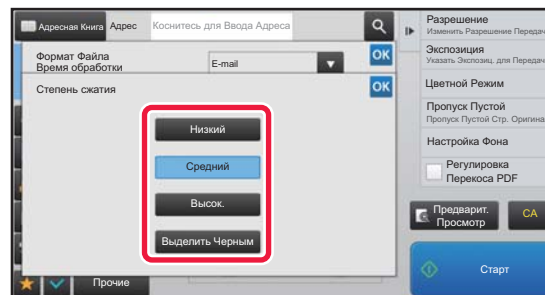 Адресная Книга Адрес Коснитесь для Ввода Адреса
Формат Файла
Время обработки
E-mail
OK
Степень сжатия
OK
Низкий
Средний
Высок.
Выделить Черным
Прочие
Разрешение
Изменить Разрешение Передач
Экспозиция
Указать Экспозиц. для Передач
Цветной Режим
Пропуск Пустой
Пропуск Пустой Стр. Оригина
Настройка Фона
Регулировка
Перекоса PDF
Предварит.
Просмотр
CA
Старт